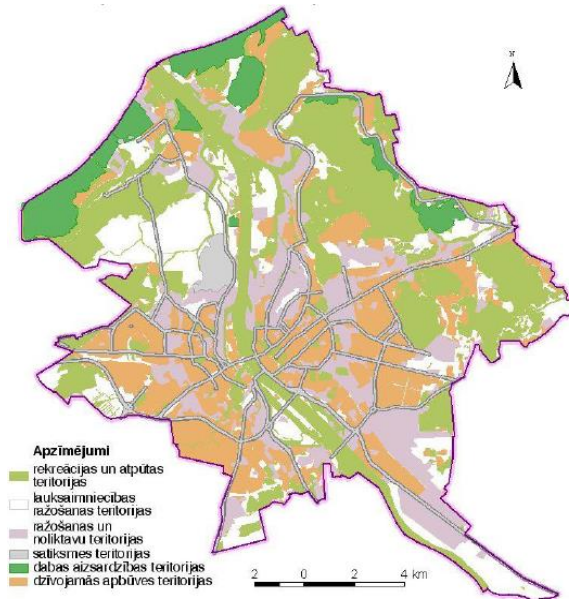 N
Apzīmējumi
rekreācijas un atpūtas
teritorijas
lauksaimniecības
ražošanas teritorijas
ražošanas un
noliktavu teritorijas
satiksmes teritorijas
dabas aizsardzības teritorijas
dzīvojamās apbūves teritorijas
2 0 2 4 km